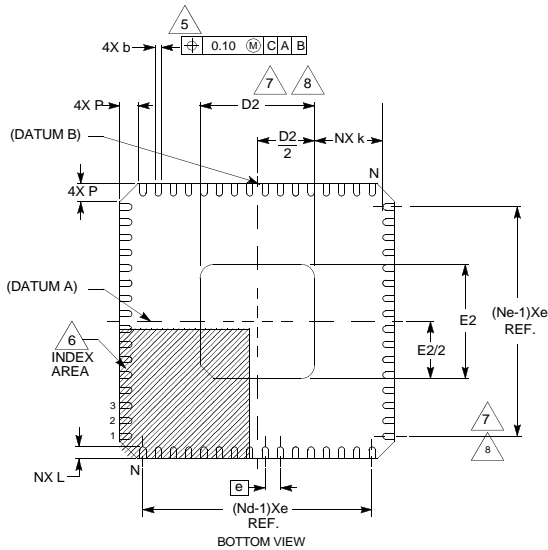 5
4X b
⌖ 0.10 Ⓜ C A B
7 8
4X P
D2
(DATUM B)
D2
2
NX k
N
4X P
(DATUM A)
(Ne-1)Xe
REF.
E2
6
INDEX
AREA
E2/2
3
2
1
7
8
NX L
N
e
(Nd-1)Xe
REF.
BOTTOM VIEW